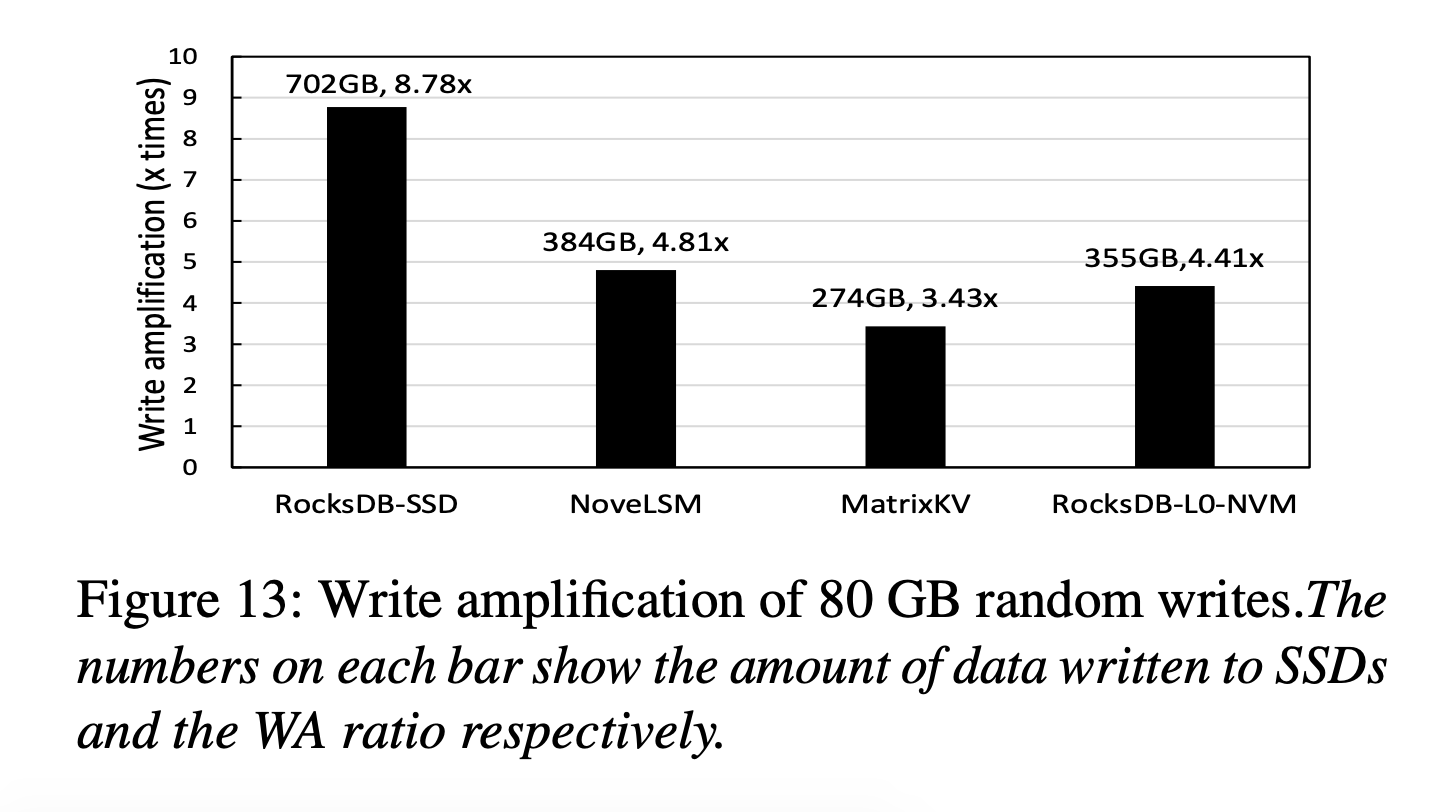 Write amplification (x times)
10
9
8
7
6
5
4
3
2
1
0
702GB, 8.78x
384GB, 4.81x
274GB, 3.43x
355GB,4.41x
RocksDB-SSD
NoveLSM
MatrixKV
RocksDB-L0-NVM
Figure 13: Write amplification of 80 GB random writes.The
numbers on each bar show the amount of data written to SSDs
and the WA ratio respectively.